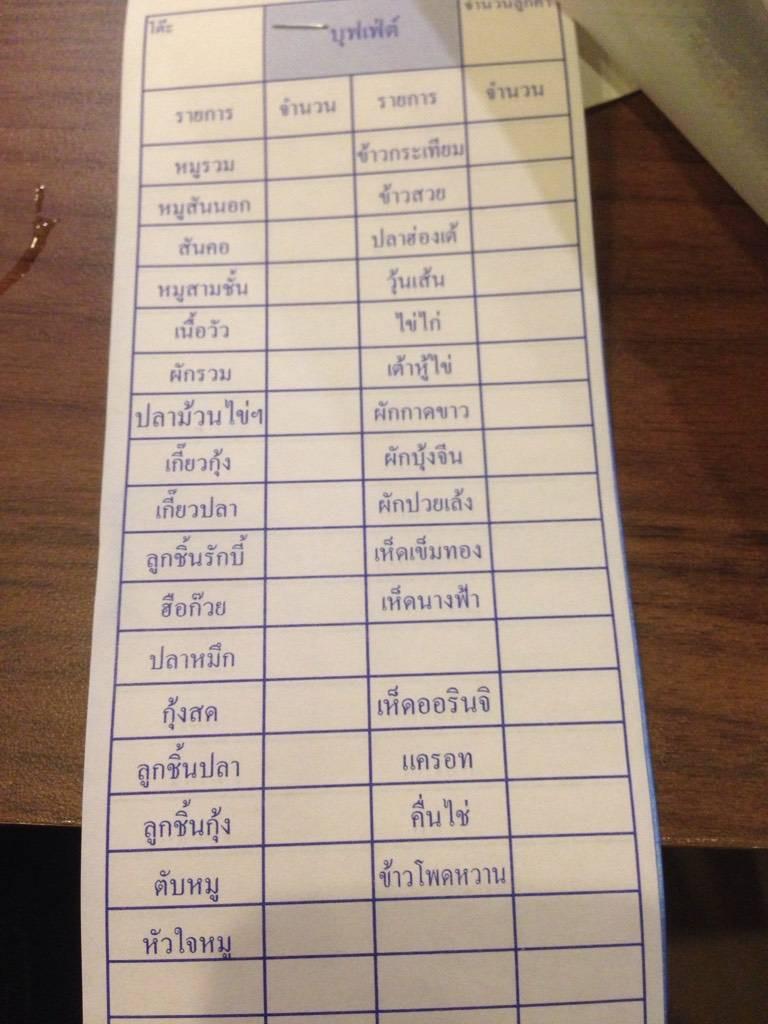 โต๊ะ บุฟเฟ่ต์ จำนวนลูกค้า
รายการ จำนวน รายการ จำนวน
หมูรวม ข้าวกระเทียม
หมูสันนอก ข้าวสวย
สันคอ ปลาฮ่องเต้
หมูสามชั้น วุ้นเส้น
เนื้อวัว ไข่ไก่
ผักรวม เต้าหู้ไข่
ปลาม้วนไข่ฯ ผักกาดขาว
เกี๊ยวกุ้ง ผักบุ้งจีน
เกี๊ยวปลา ผักปวยเล้ง
ลูกชิ้นรักบี้ เห็ดเข็มทอง
ฮือก๊วย เห็ดนางฟ้า
ปลาหมึก
กุ้งสด เห็ดออรินจิ
ลูกชิ้นปลา แครอท
ลูกชิ้นกุ้ง คื่นไช่
ตับหมู ข้าวโพดหวาน
หัวใจหมู